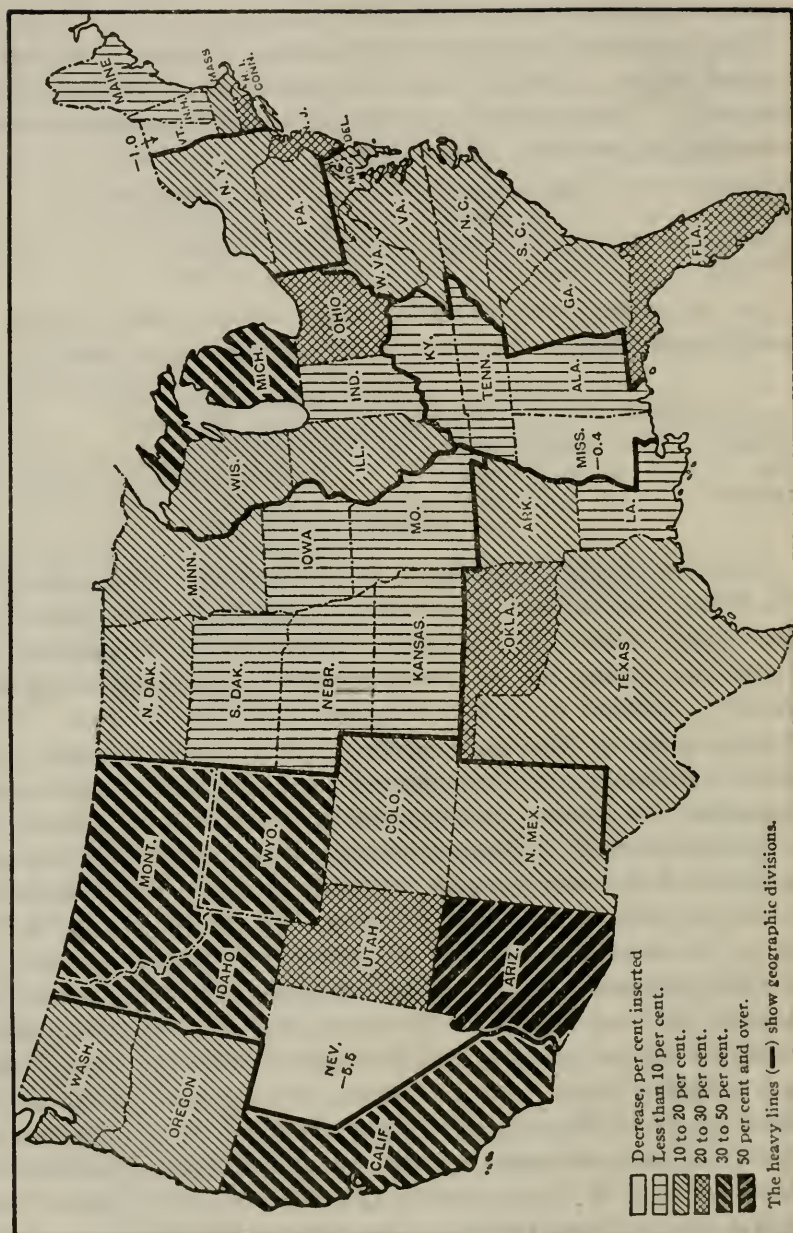 WASH.
OREGON
CALIF.
NEV.
—5.5
IDAHO
MONT.
WYO.
UTAH
ARIZ.
COLO.
N. MEX.
N. DAK.
S. DAK.
NEBR.
KANSAS.
OKLA.
TEXAS
MINN.
IOWA
MO.
ARK.
LA.
WIS.
ILL.
MICH.
IND.
OHIO
KY.
TENN.
MISS.
—0.4
ALA.
GA.
FLA.
S. C.
N. C.
VA.
W. VA.
MD.
DEL.
N. J.
PA.
N. Y.
CONN.
R. I.
MASS
—1.0
VT.
N.H.
MAINE
Decrease, per cent inserted
Less than 10 per cent.
10 to 20 per cent.
20 to 30 per cent.
30 to 50 per cent.
50 per cent and over.
The heavy lines (━) show geographic divisions.